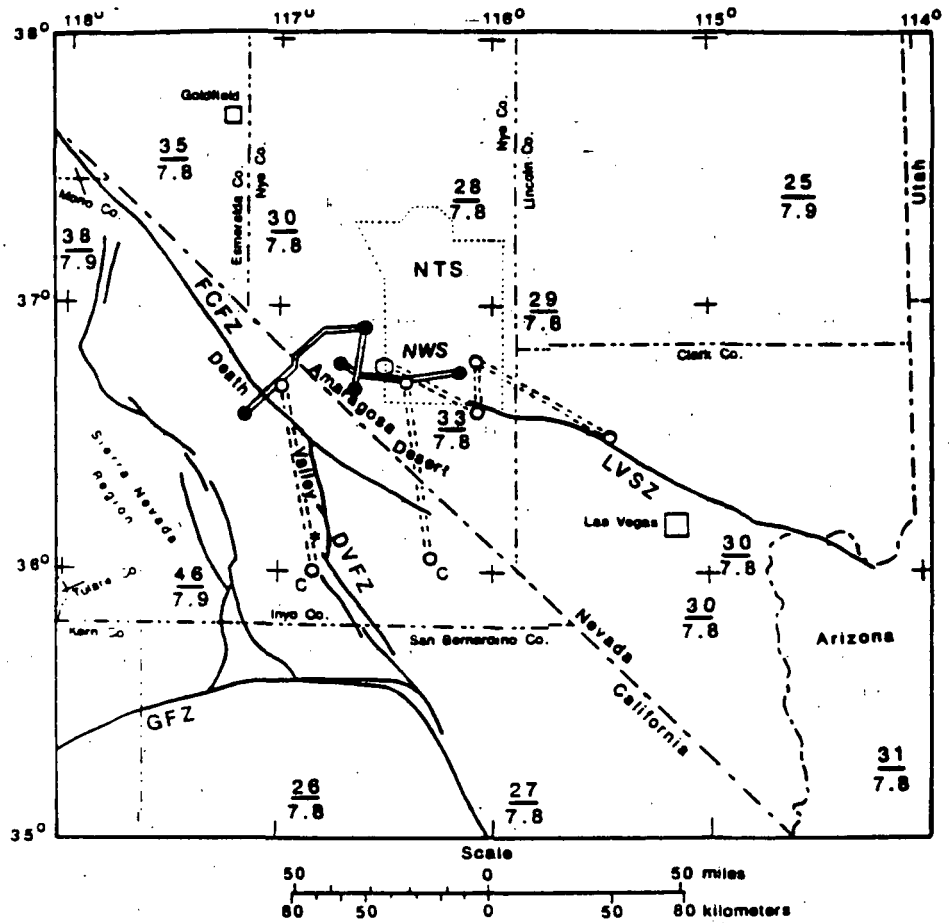 118° 117° 116° 115° 114°
38°
Goldfield
35
7.8
Esmeralda Co.
Nye Co.
Nye Co.
Lincoln Co.
Utah
Mono Co.
28
7.8
25
7.9
30
7.8
38
7.9
NTS
37°
FCFZ
29
7.8
NWS
Clark Co.
Death
Valley
Amaragosa
Desert
33
7.8
LVSZ
Sierra Nevada
Region
Las Vegas
DVFZ
30
7.8
36°
C
C
46
7.9
Tulare Co.
30
7.8
Kern Co.
Inyo Co.
San Bernardino Co.
Nevada
California
Arizona
GFZ
31
7.8
26
7.8
27
7.8
35°
Scale
50 0 50 miles
80 50 0 50 80 kilometers